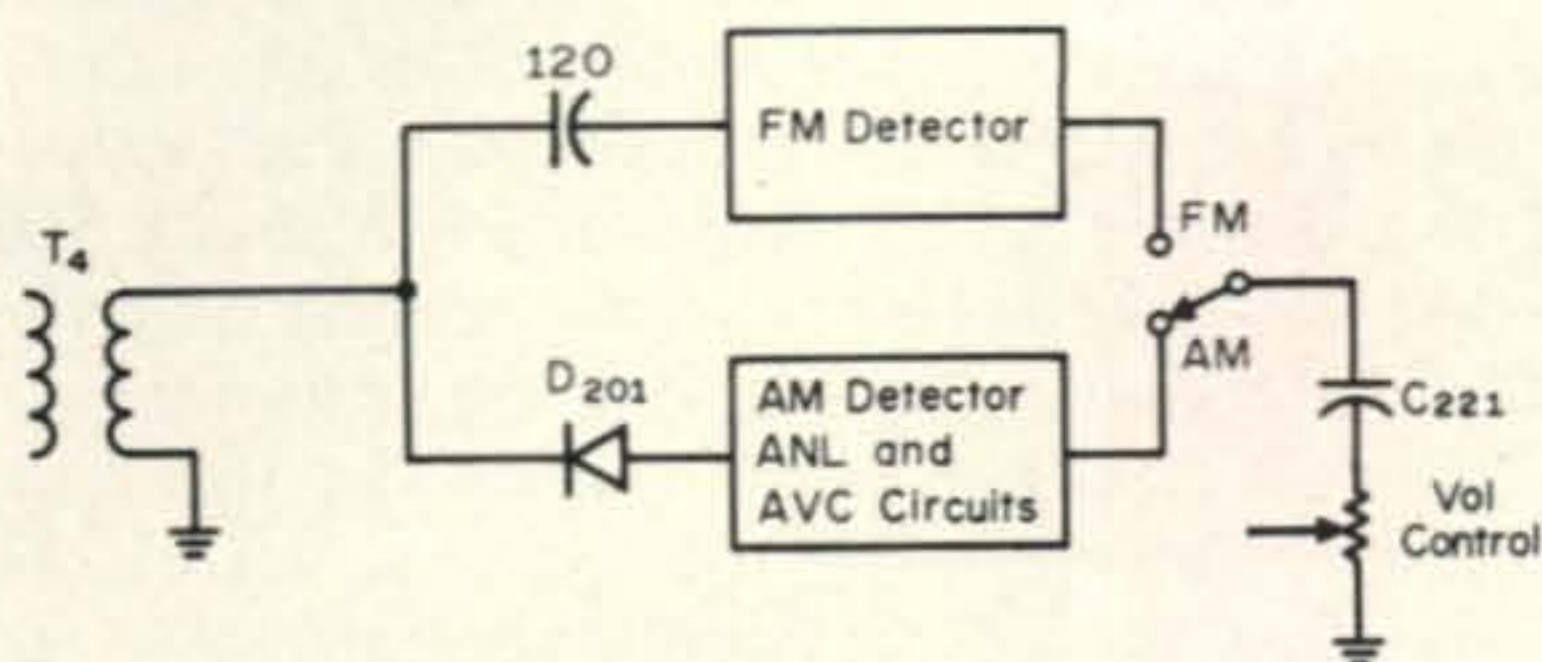 120
FM Detector
FM
T4
AM
D201
AM Detector
ANL and
AVC Circuits
C221
Vol
Control